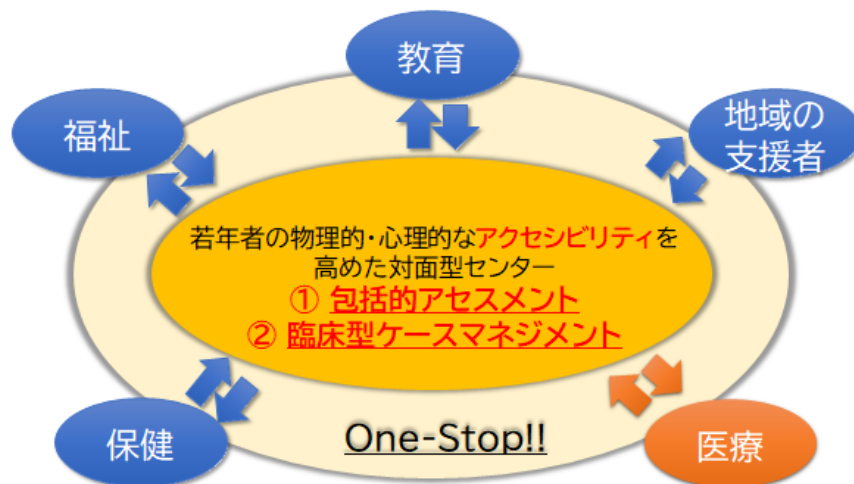 教育
福祉
地域の
支援者
若年者の物理的・心理的なアクセシビリティを
高めた対面型センター
① 包括的アセスメント
② 臨床型ケースマネジメント
保健
One-Stop!!
医療